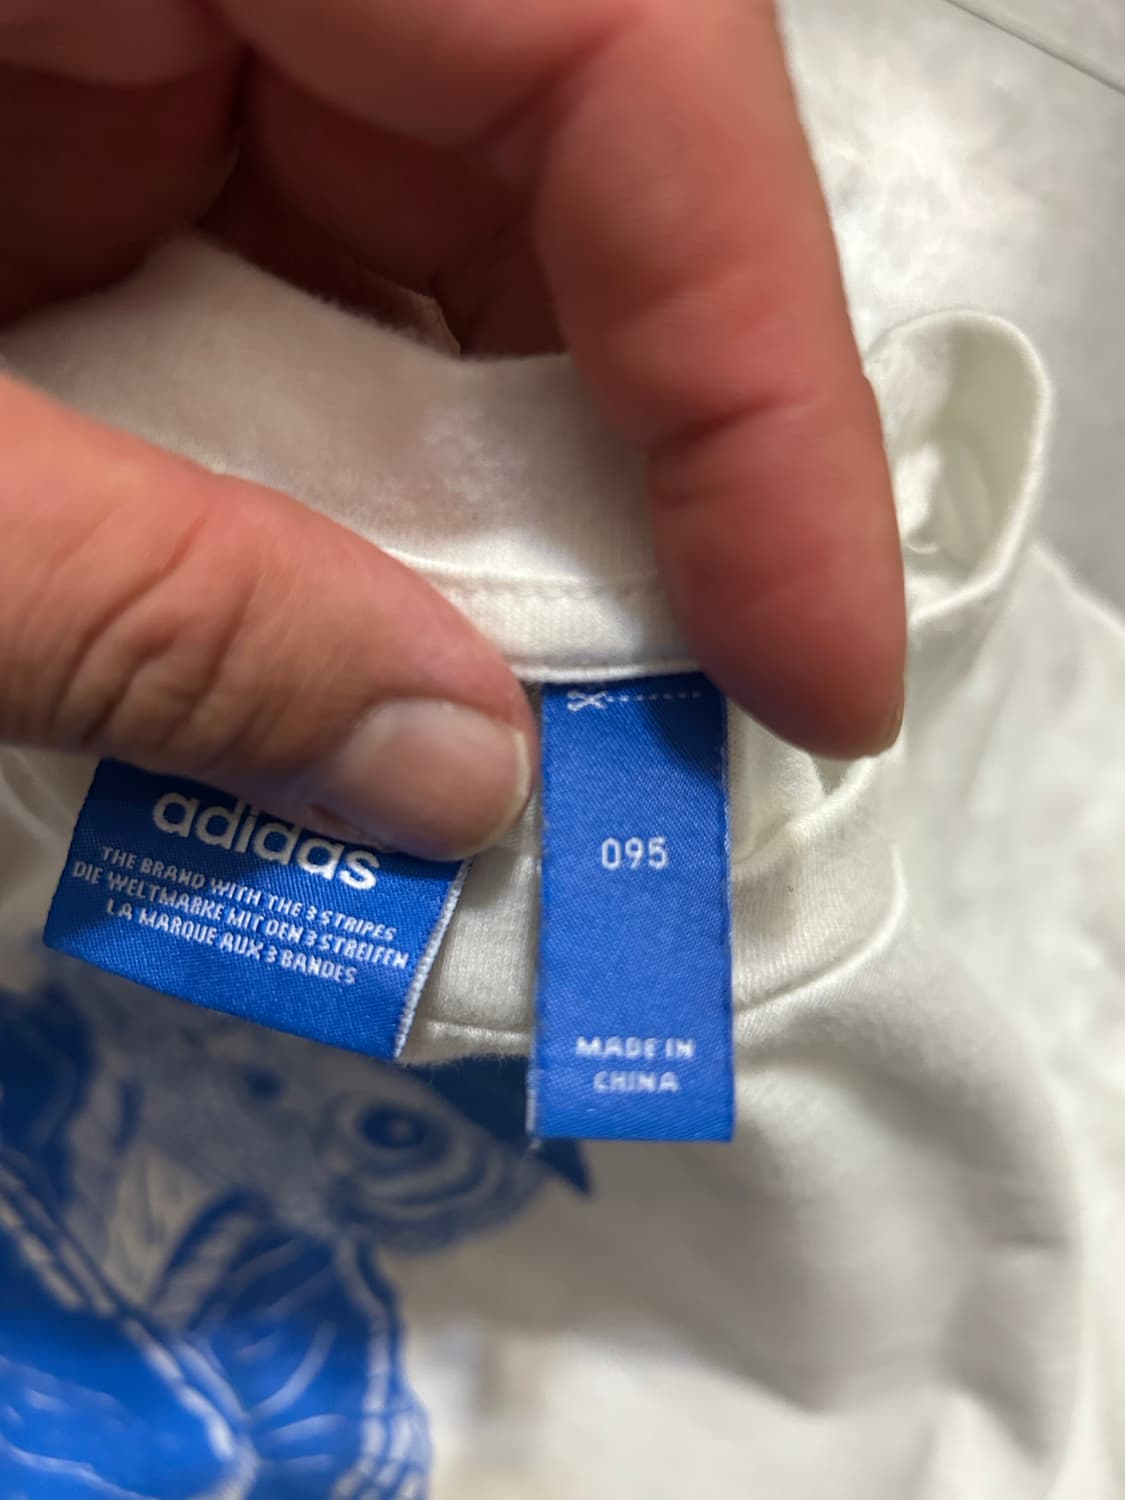 adidas
THE BRAND WITH THE 3 STRIPES
DIE WELTMARKE MIT DEN 3 STREIFEN
LA MARQUE AUX 3 BANDES
095
MADE IN
CHINA